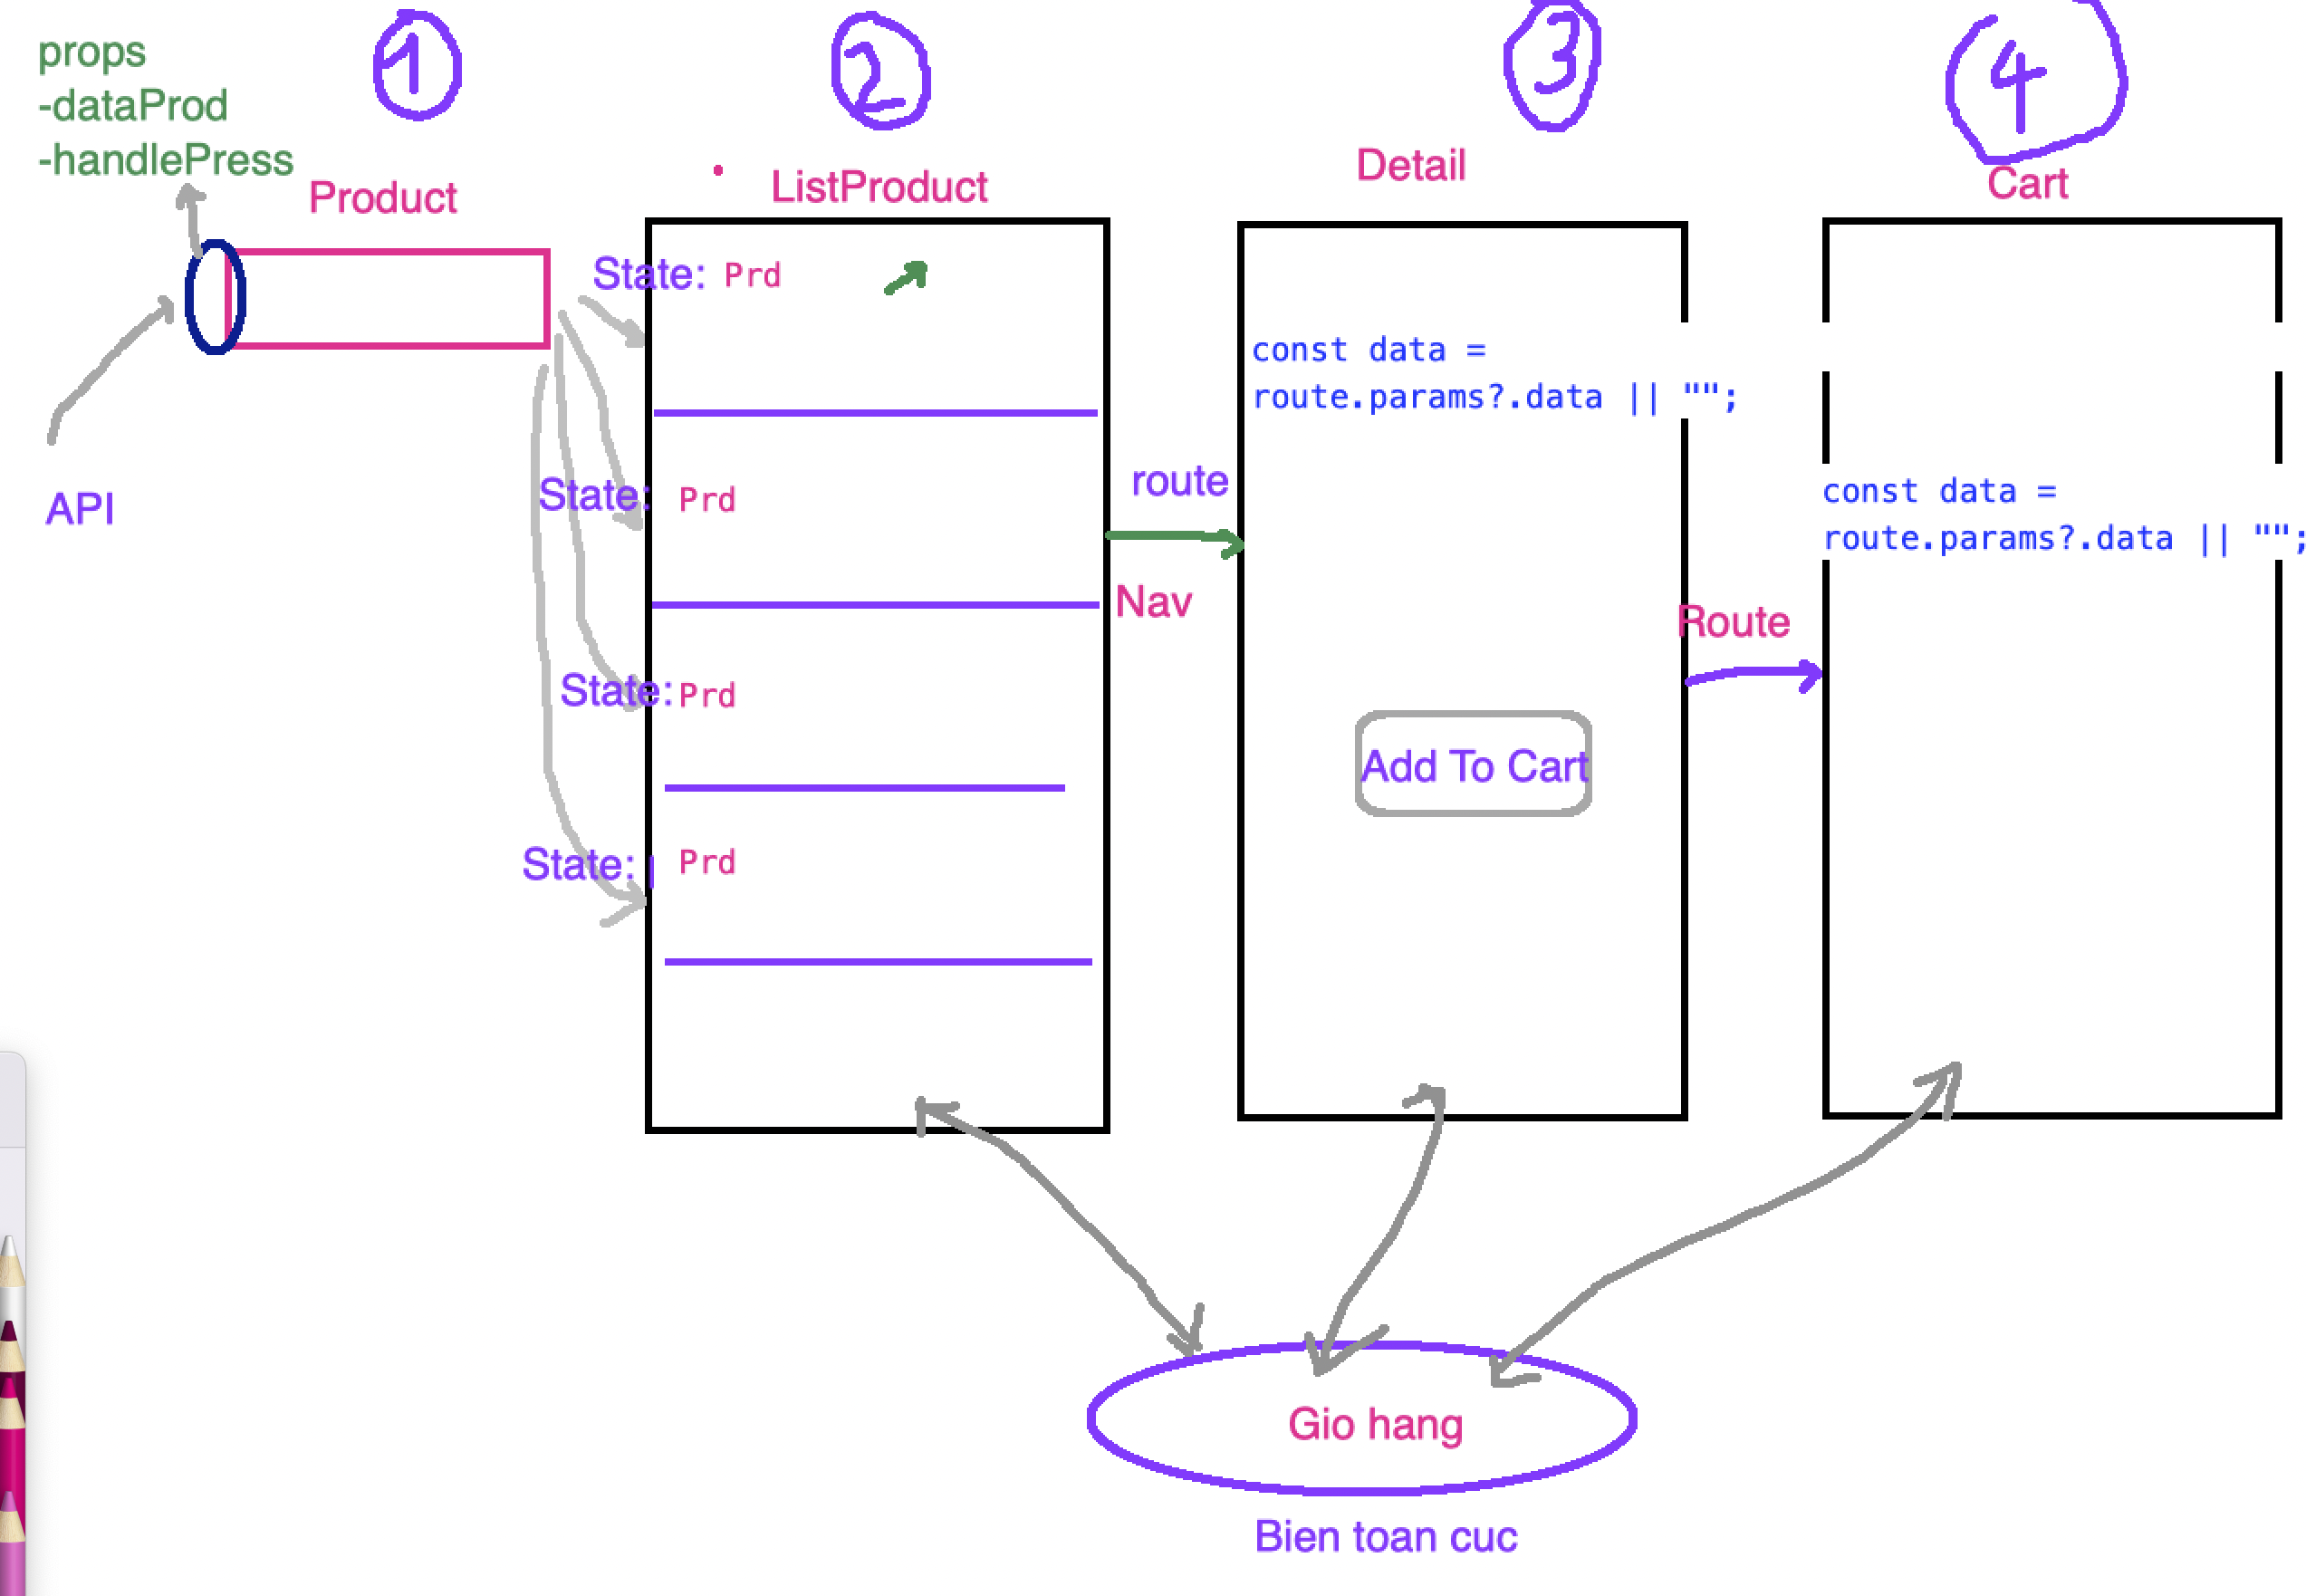 props
-dataProd
-handlePress
1
2
3
4
Product
ListProduct
Detail
Cart
API
State: Prd
State: Prd
State: Prd
State: Prd
route
Nav
const data =
route.params?.data || "";
Add To Cart
Route
const data =
route.params?.data || "";
Gio hang
Bien toan cuc